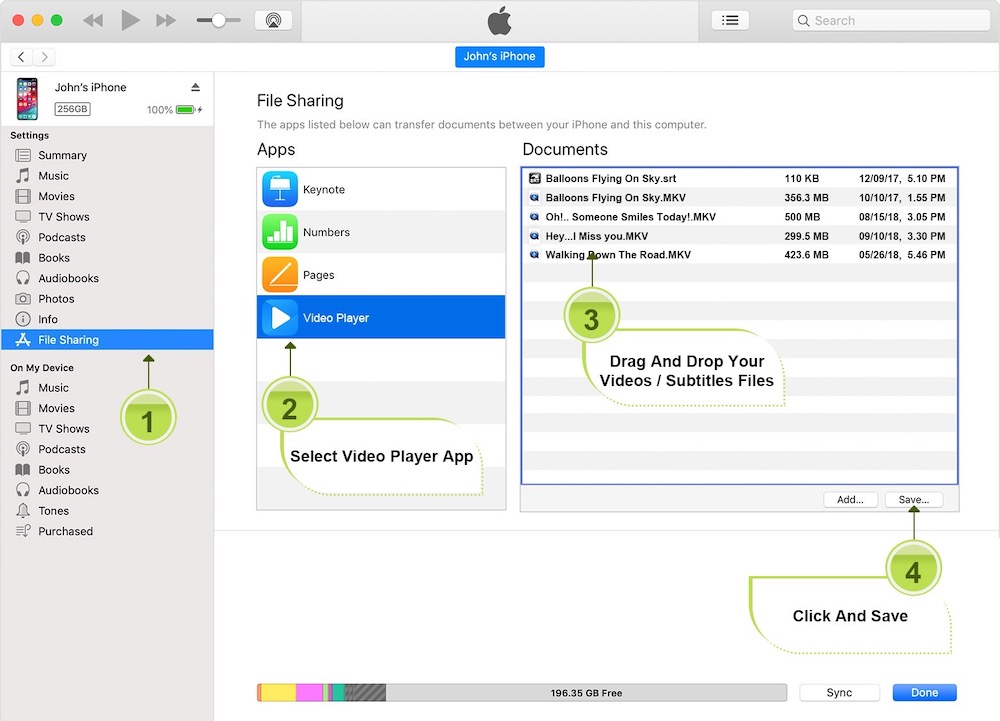 Search
John's iPhone
John's iPhone
256GB
100%
Settings
Summary
Music
Movies
TV Shows
Podcasts
Books
Audiobooks
Photos
Info
File Sharing
On My Device
Music
Movies
TV Shows
Podcasts
Books
Audiobooks
Tones
Purchased
1
File Sharing
The apps listed below can transfer documents between your iPhone and this computer.
Apps
Keynote
Numbers
Pages
Video Player
2
Select Video Player App
Documents
Balloons Flying On Sky.srt 110 KB 12/09/17, 5.10 PM
Balloons Flying On Sky.MKV 356.3 MB 10/10/17, 1.55 PM
Oh!.. Someone Smiles Today!.MKV 500 MB 08/15/18, 3.05 PM
Hey...I Miss you.MKV 299.5 MB 09/10/18, 3.30 PM
Walking Down The Road.MKV 423.6 MB 05/26/18, 5.46 PM
3
Drag And Drop Your
Videos / Subtitles Files
Add... Save...
4
Click And Save
196.35 GB Free
Sync Done